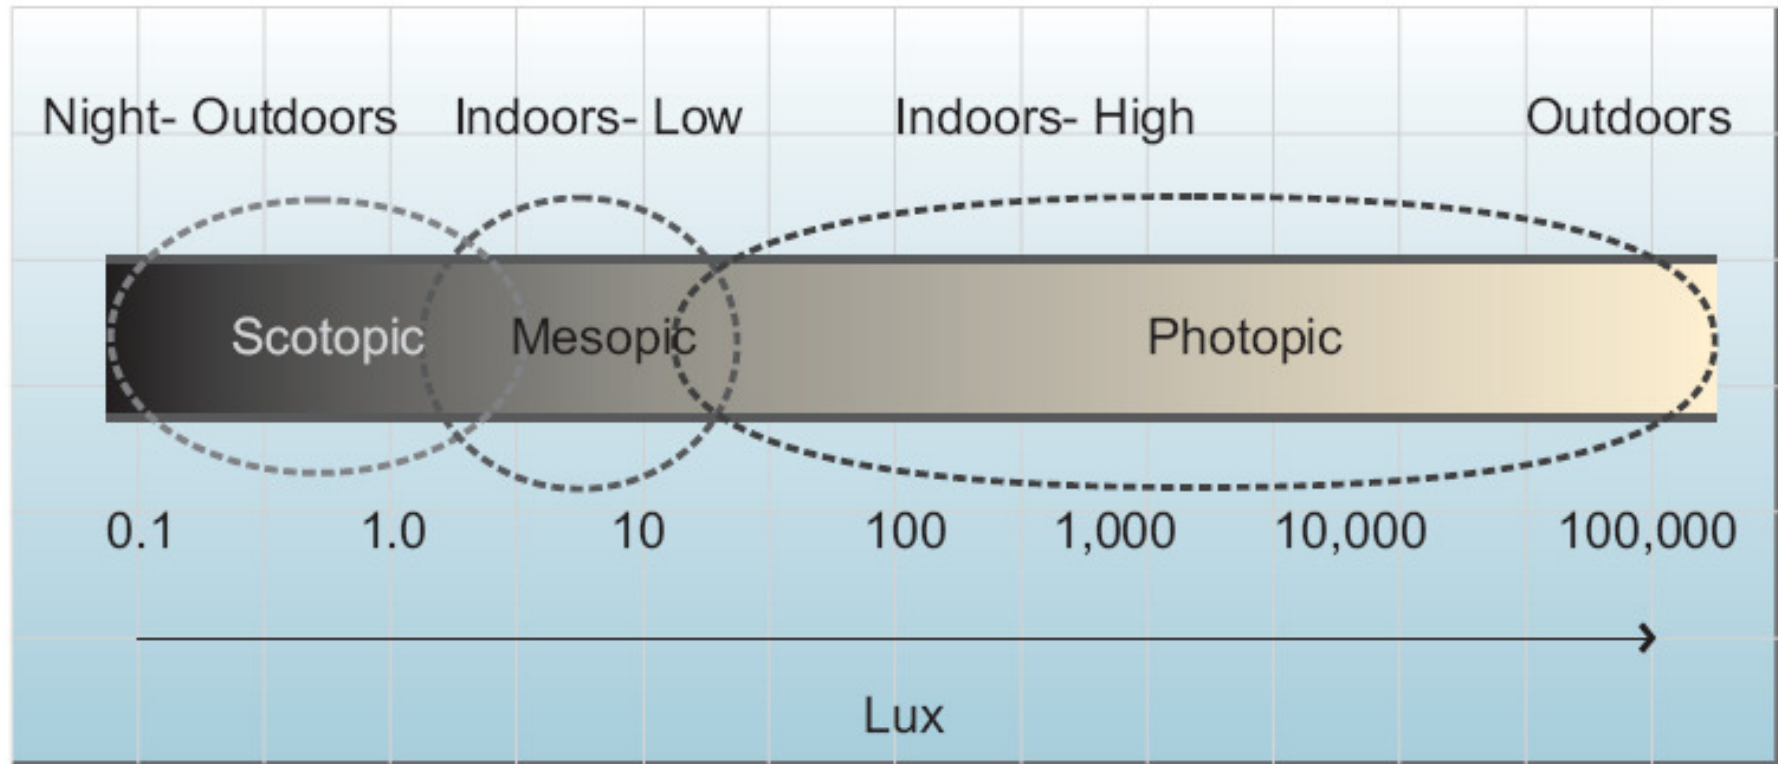 Night- Outdoors Indoors- Low Indoors- High Outdoors
Scotopic Mesopic Photopic
0.1 1.0 10 100 1,000 10,000 100,000
Lux